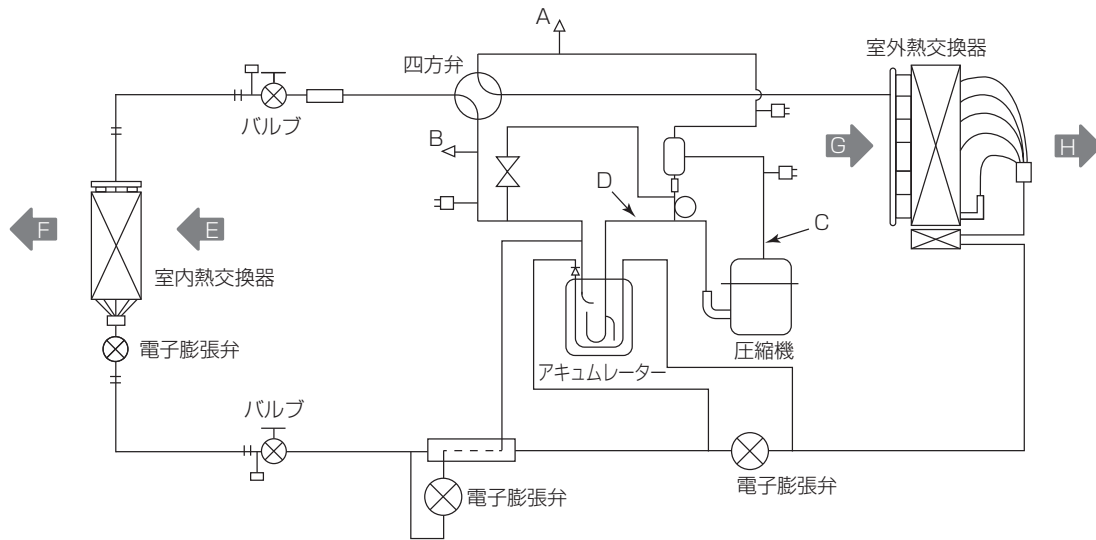 A
室外熱交換器
四方弁
バルブ
B
G
H
D
C
F
E
室内熱交換器
圧縮機
電子膨張弁
アキュムレーター
バルブ
電子膨張弁
電子膨張弁